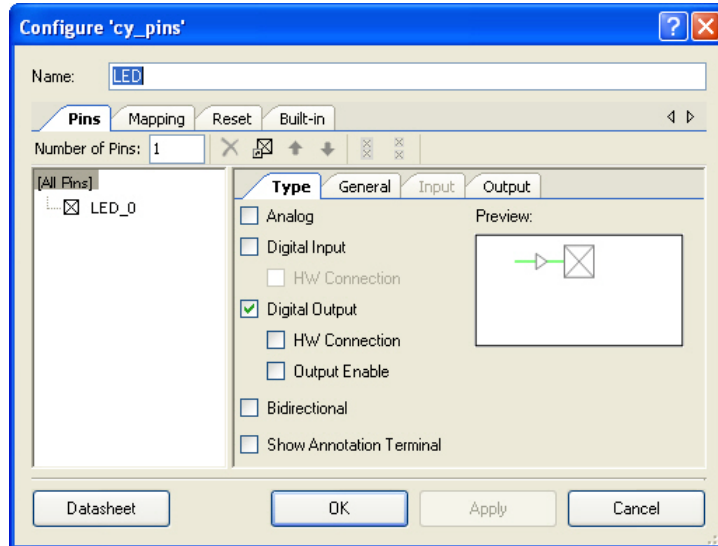 Configure 'cy_pins'
Name: LED
Pins Mapping Reset Built-in
Number of Pins: 1
[All Pins]
LED_0
Type General Input Output
Analog
Preview:
Digital Input
HW Connection
Digital Output
HW Connection
Output Enable
Bidirectional
Show Annotation Terminal
Datasheet OK Apply Cancel